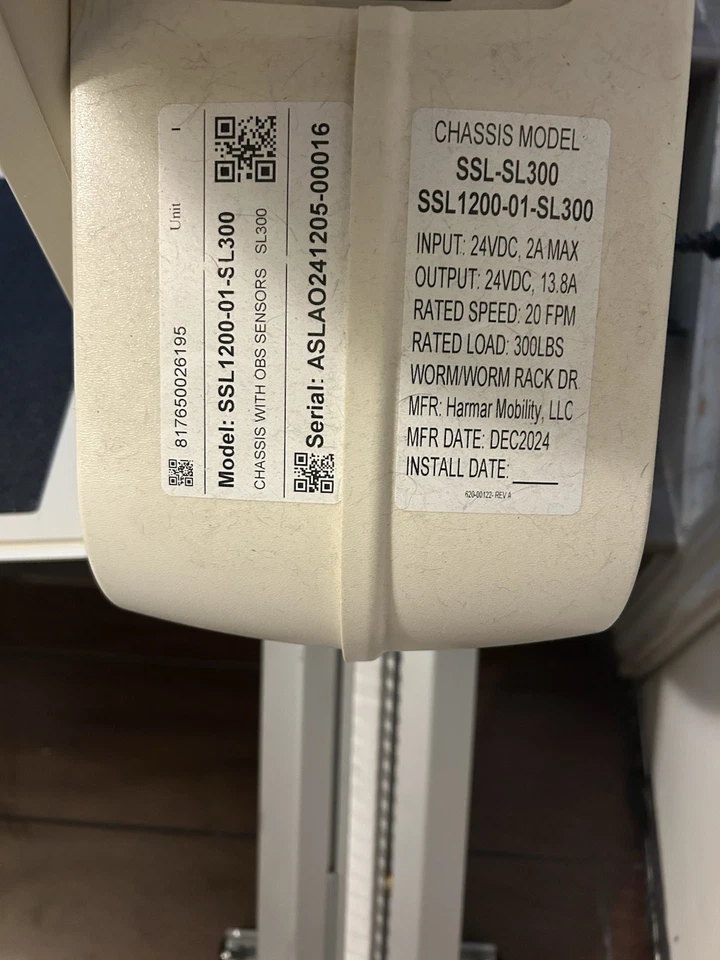 817650026195 Unit 1
Model: SSL1200-01-SL300
CHASSIS WITH OBS SENSORS SL300
Serial: ASLAO241205-00016
CHASSIS MODEL
SSL-SL300
SSL1200-01-SL300
INPUT: 24VDC, 2A MAX
OUTPUT: 24VDC, 13.8A
RATED SPEED: 20 FPM
RATED LOAD: 300LBS
WORM/WORM RACK DR
MFR: Harmar Mobility, LLC
MFR DATE: DEC2024
INSTALL DATE: ____
620-00122- REV A